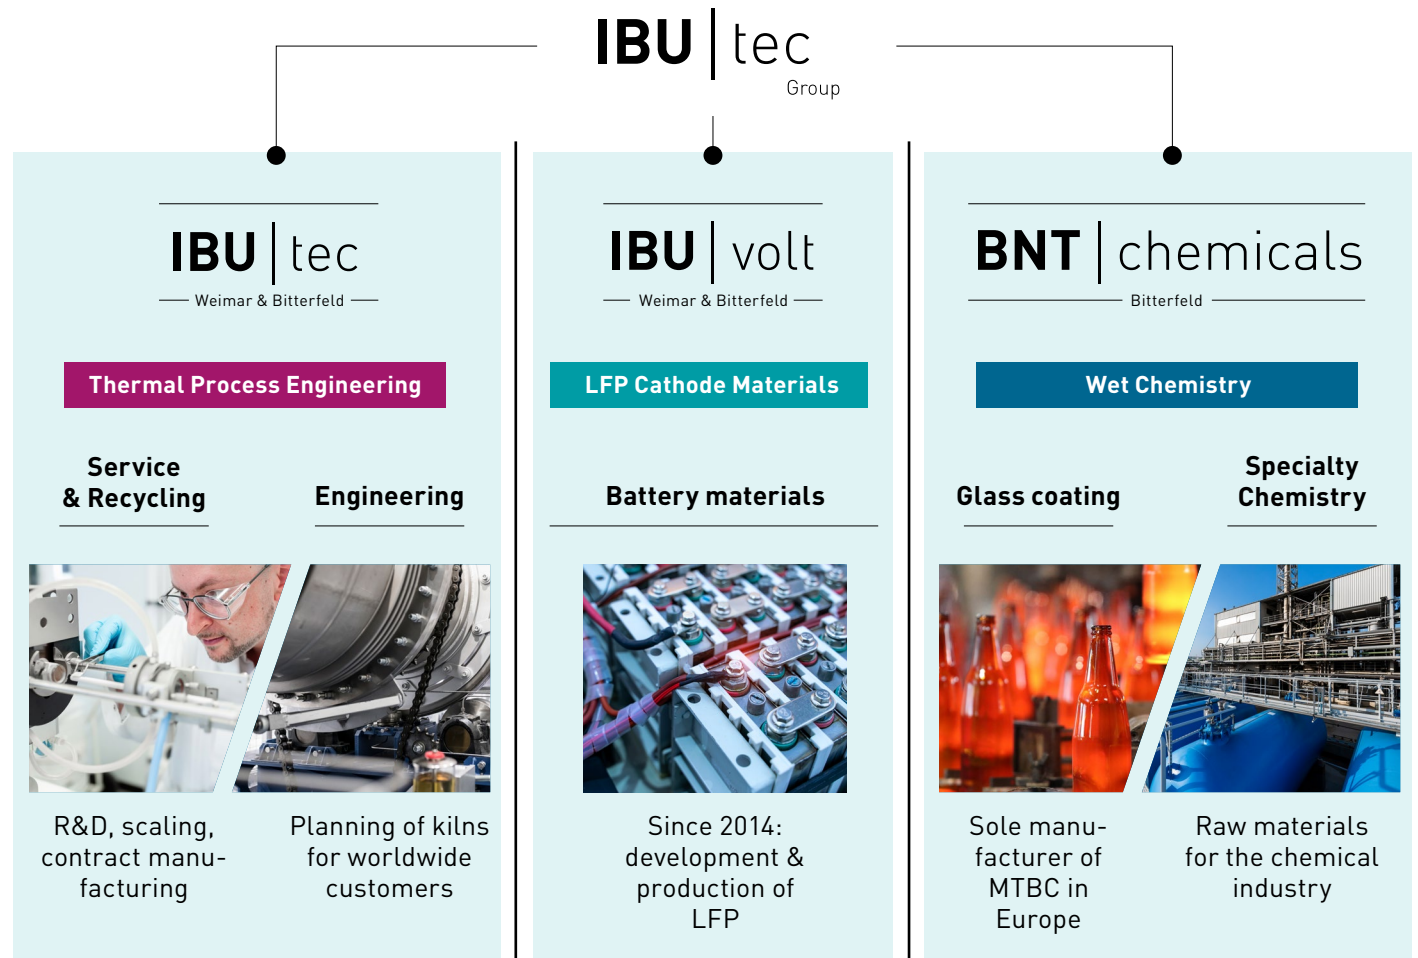 IBU|tec
Group
IBU|tec
Weimar & Bitterfeld
Thermal Process Engineering
Service
& Recycling
Engineering
R&D, scaling,
contract manu-
facturing
Planning of kilns
for worldwide
customers
IBU|volt
Weimar & Bitterfeld
LFP Cathode Materials
Battery materials
Since 2014:
development &
production of
LFP
BNT|chemicals
Bitterfeld
Wet Chemistry
Glass coating
Specialty
Chemistry
Sole manu-
facturer of
MTBC in
Europe
Raw materials
for the chemical
industry